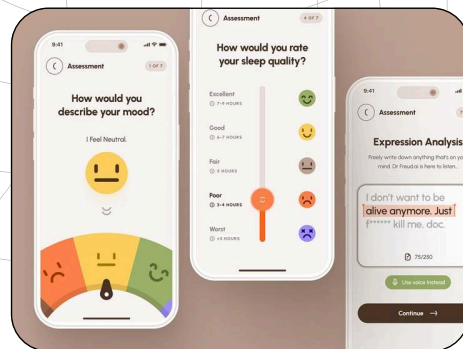 9:41
Assessment
1 OF 7
How would you
describe your mood?
I Feel Neutral.
Assessment
4 OF 7
How would you rate
your sleep quality?
Excellent
7-9 HOURS
Good
6-7 HOURS
Fair
5 HOURS
Poor
3-4 HOURS
Worst
<3 HOURS
9:41
Assessment
Expression Analysis
Freely write down anything that's on
mind. Dr Freud.ai is here to listen..
I don't want to be
alive anymore. Just
f****** kill me, doc.
75/250
Use voice Instead
Continue →